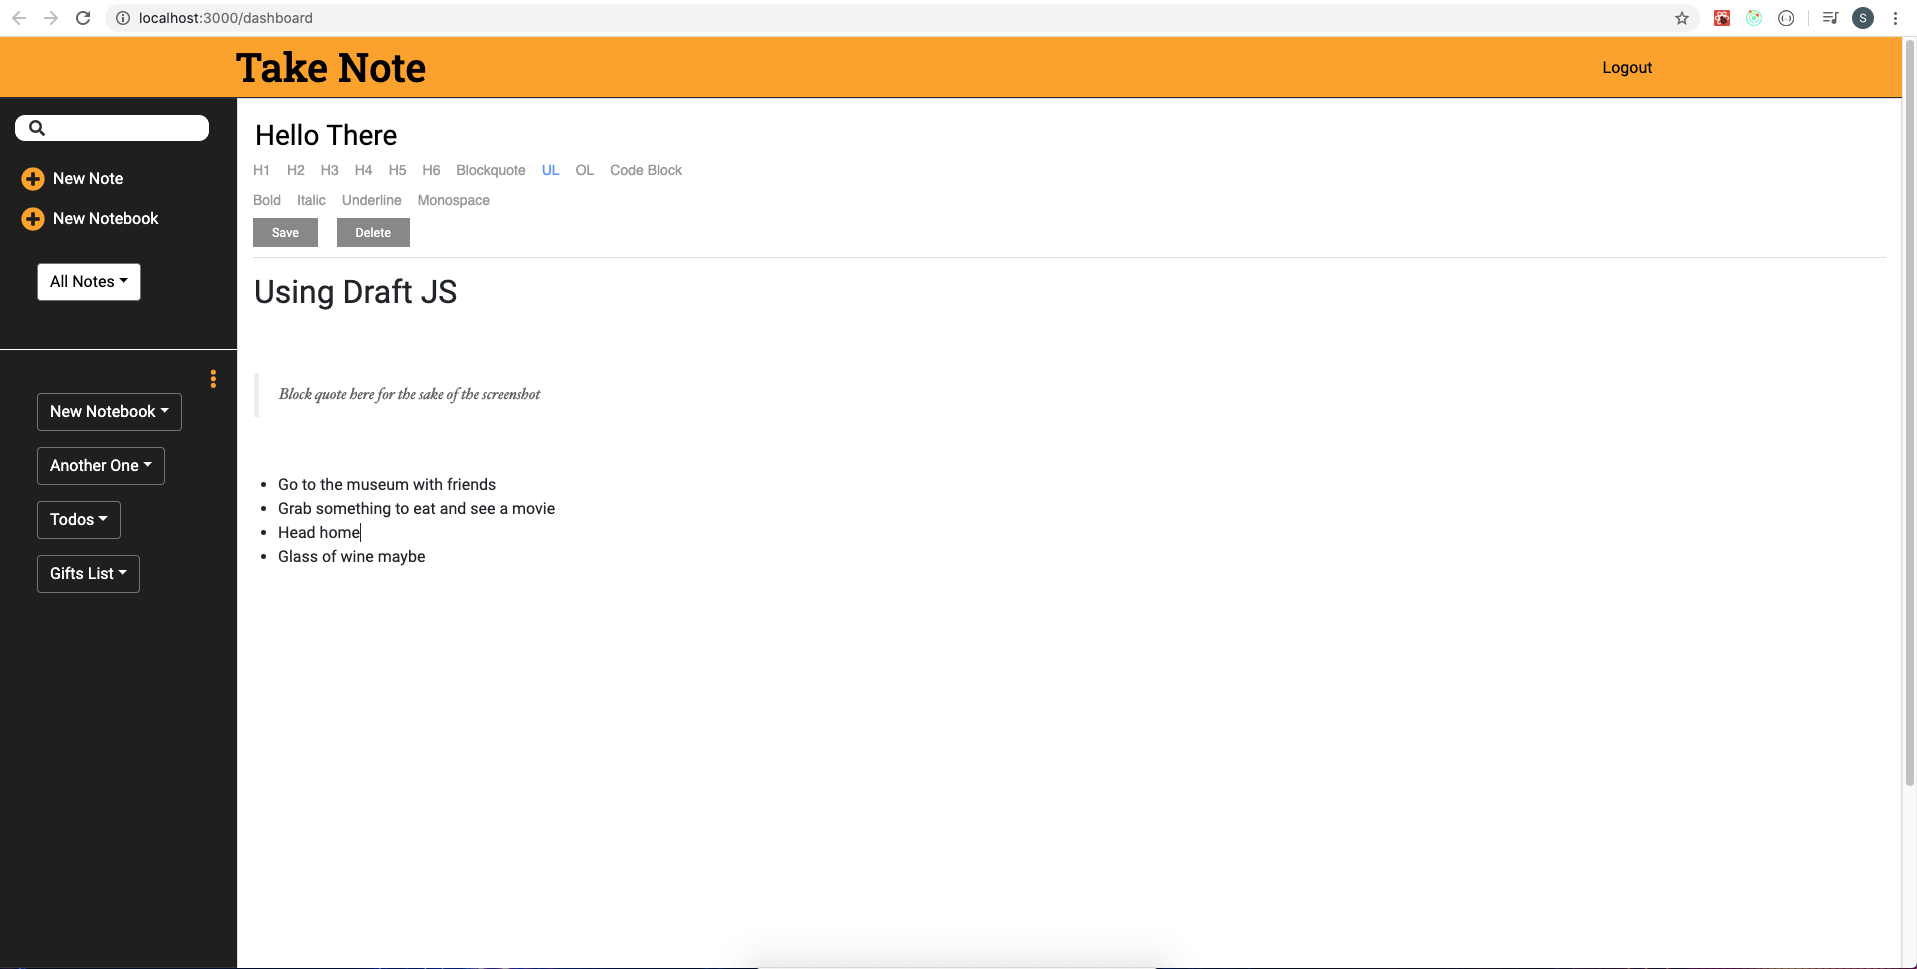 localhost:3000/dashboard
S
Take Note
Logout
New Note
New Notebook
All Notes
New Notebook
Another One
Todos
Gifts List
Hello There
H1 H2 H3 H4 H5 H6 Blockquote UL OL Code Block
Bold Italic Underline Monospace
Save Delete
Using Draft JS
Block quote here for the sake of the screenshot
Go to the museum with friends
Grab something to eat and see a movie
Head home
Glass of wine maybe